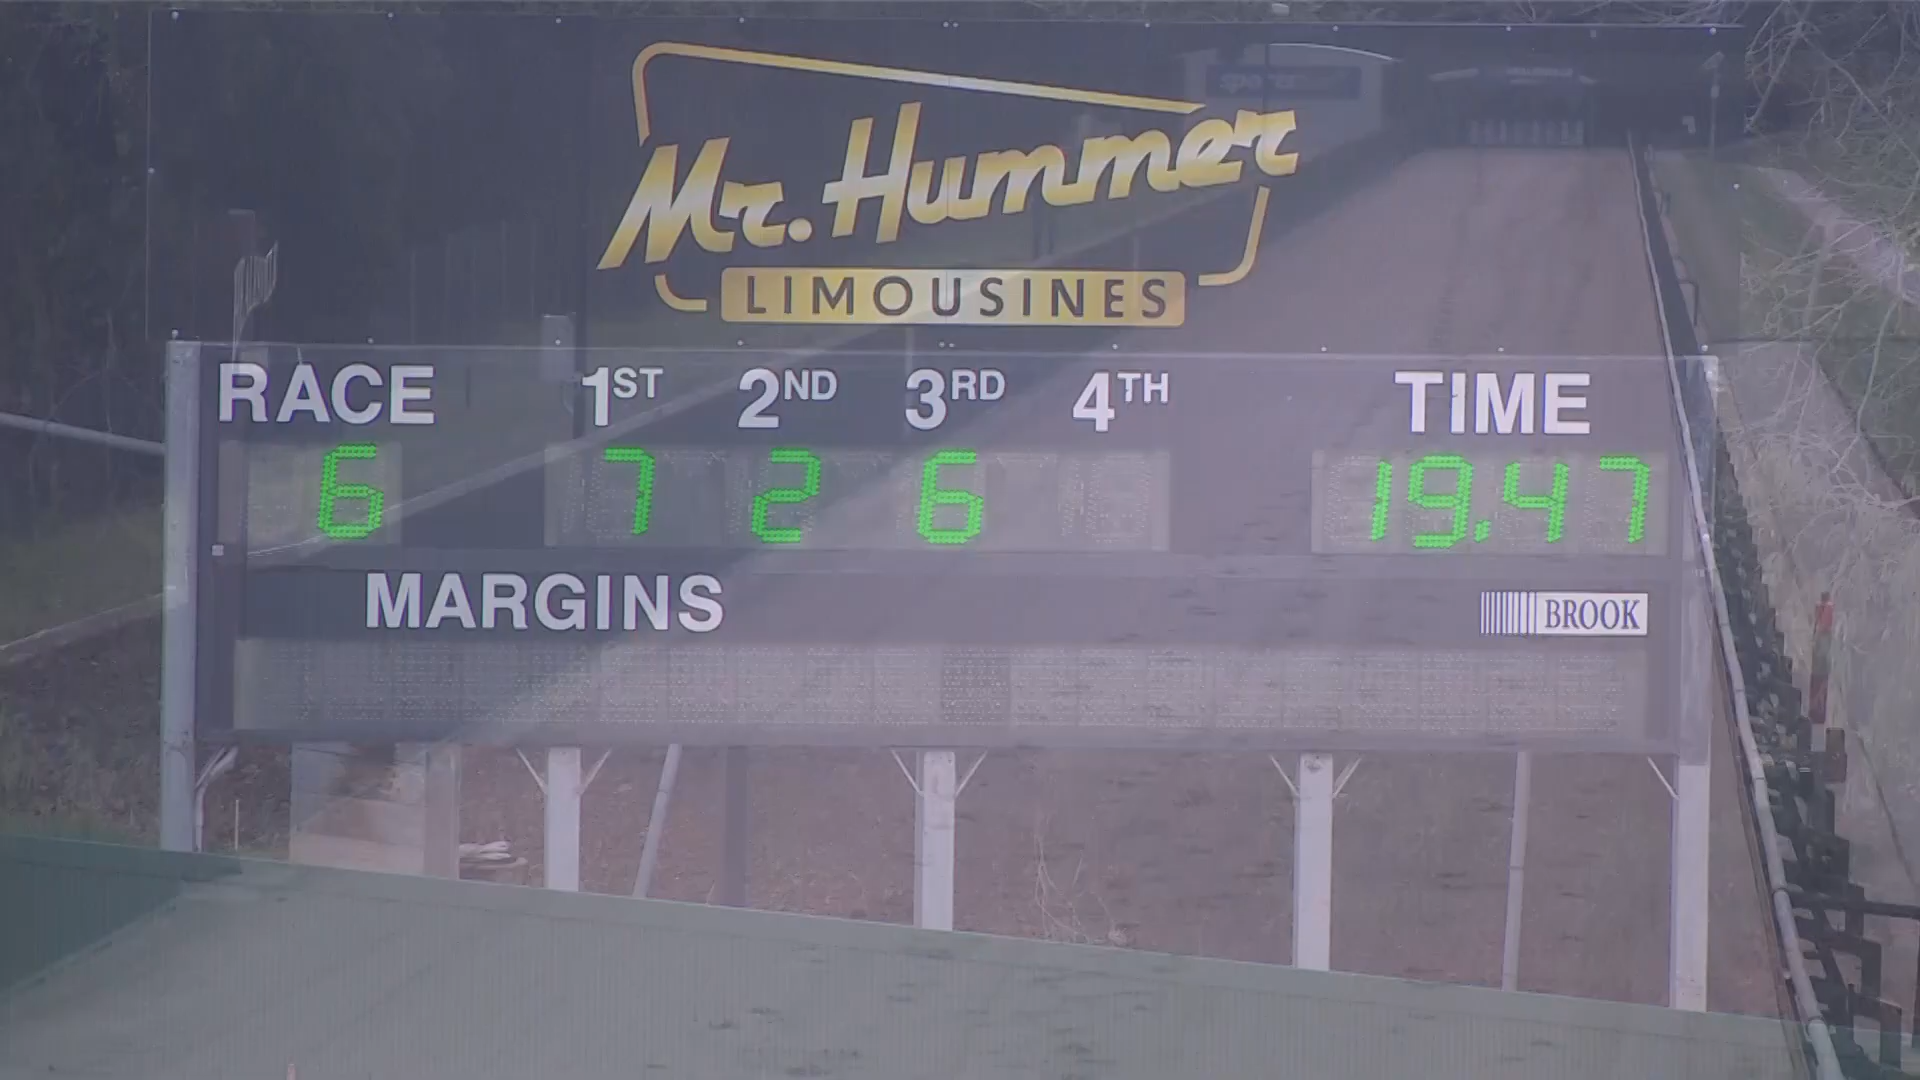 Mr. Hummer
LIMOUSINES
RACE 1ST 2ND 3RD 4TH TIME
6 7 2 6 19.47
MARGINS
BROOK